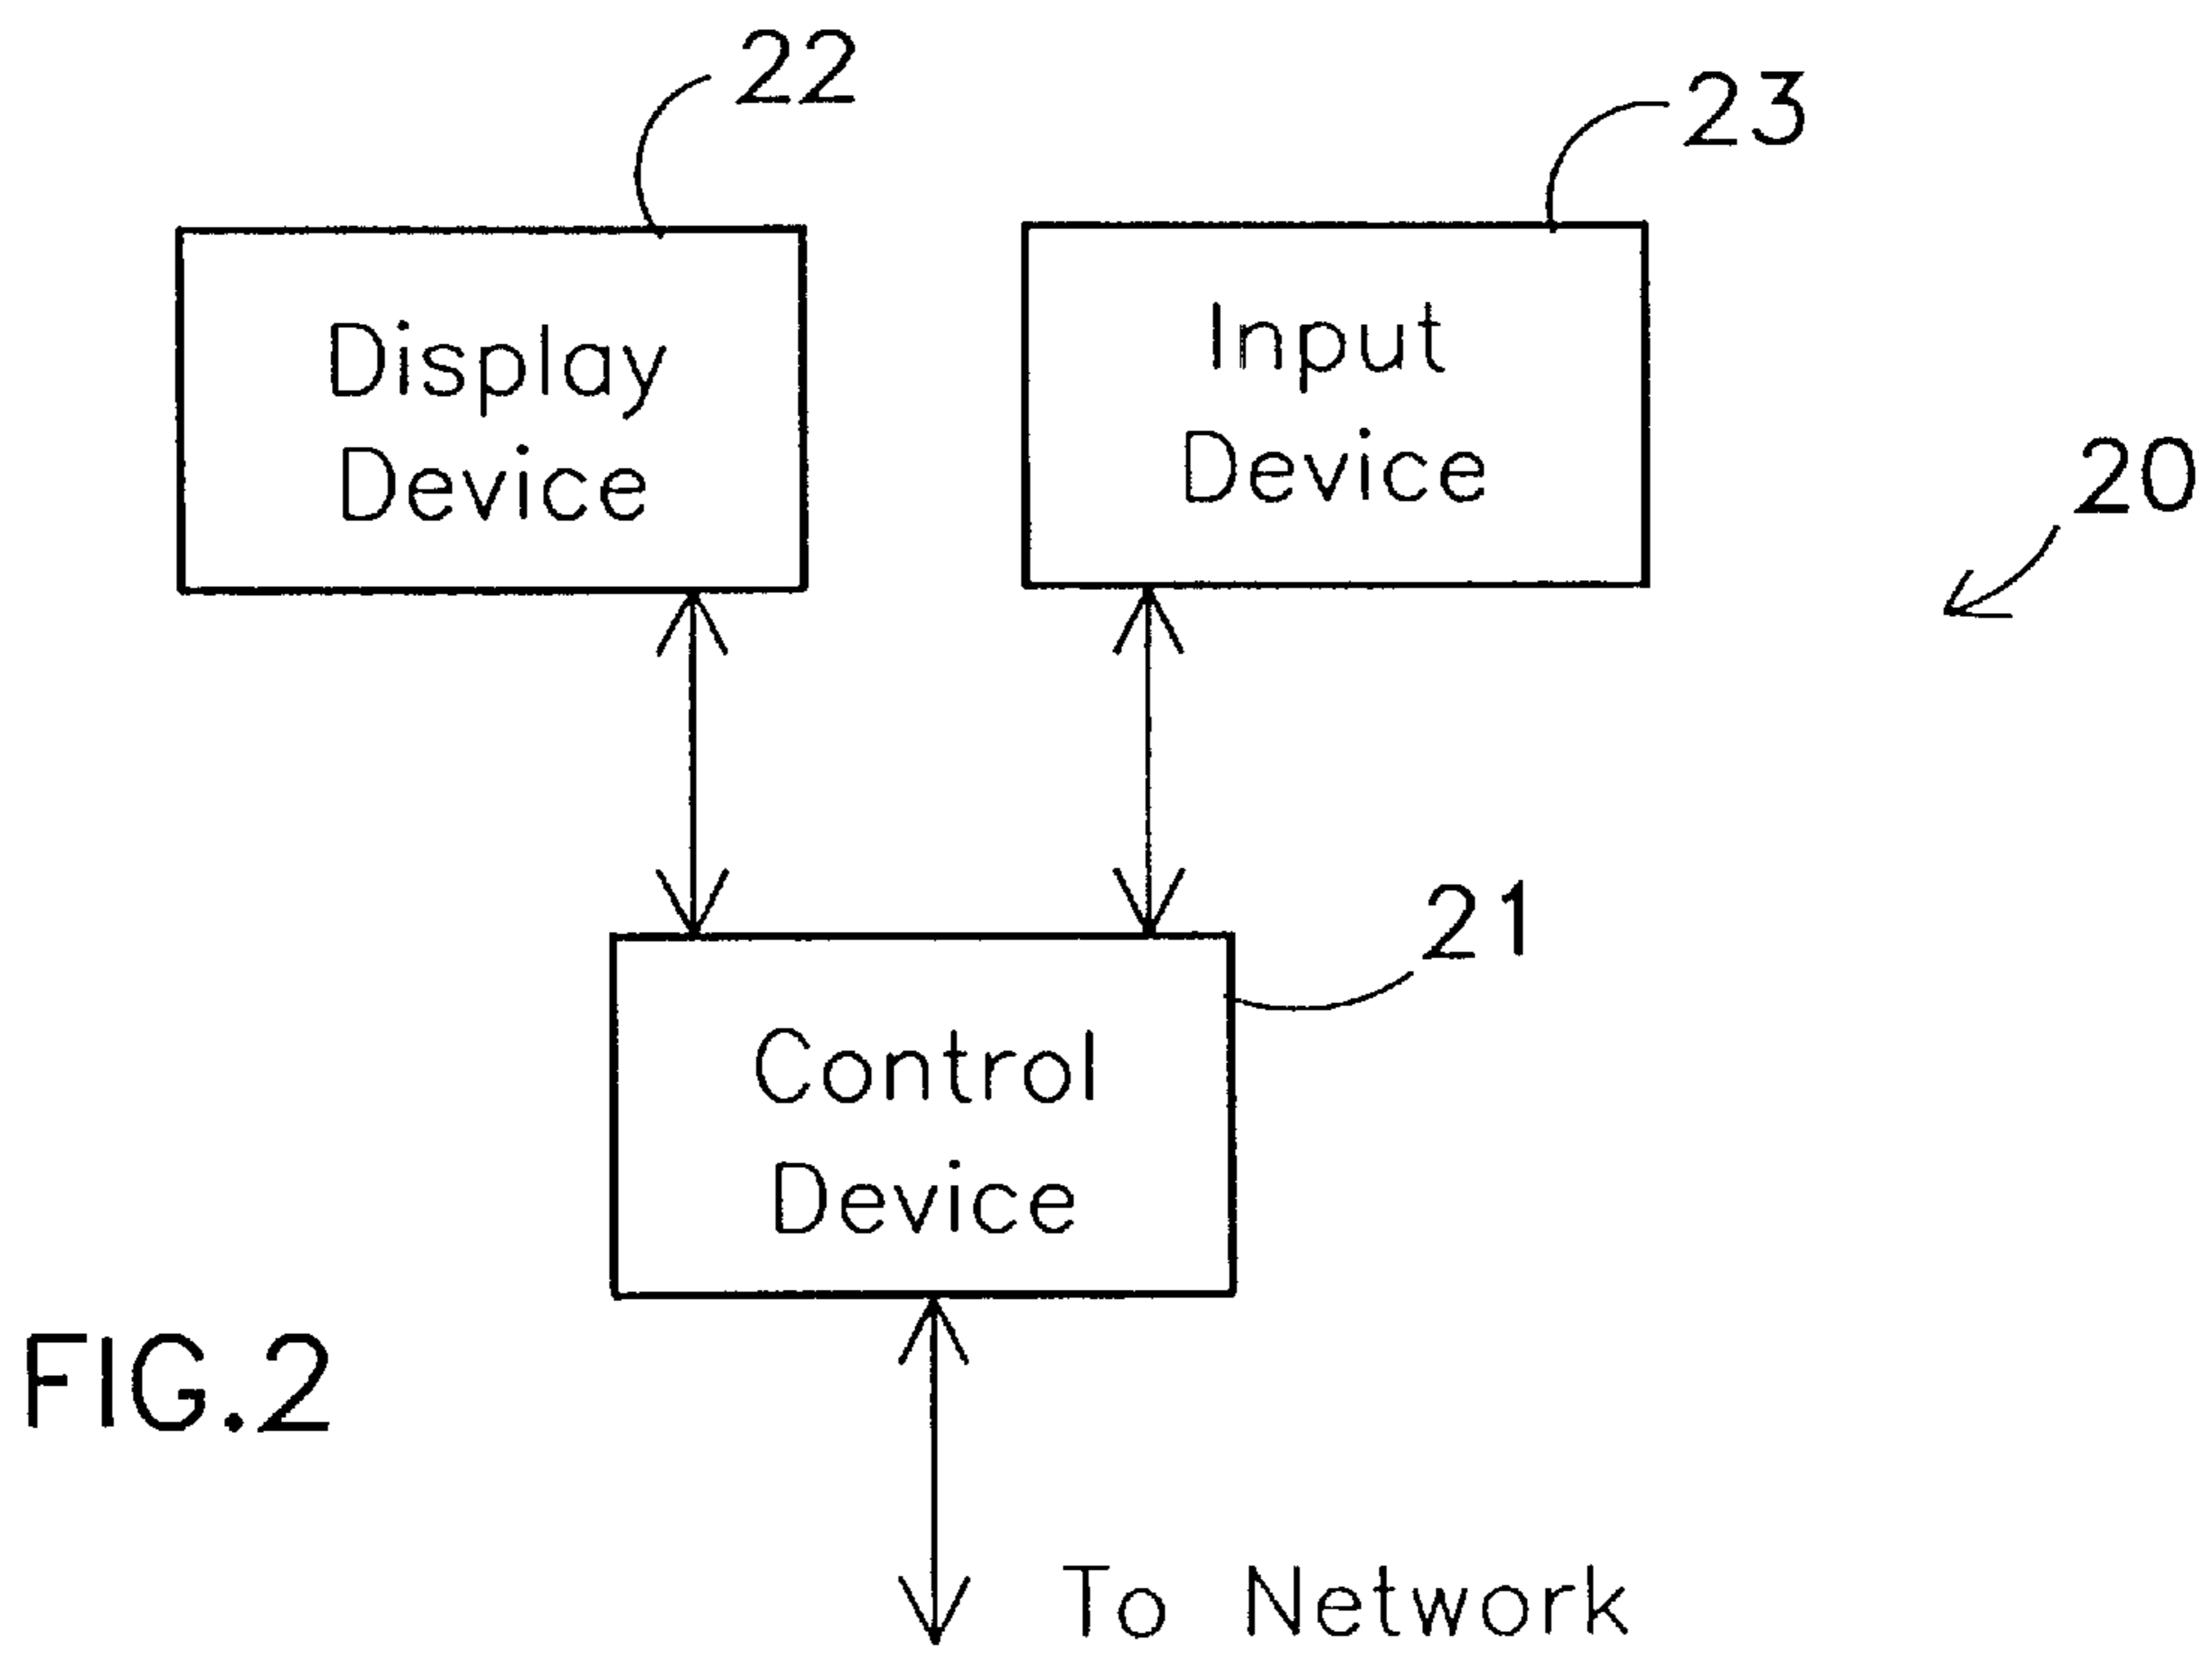 22
23
Display
Device
Input
Device
20
21
Control
Device
FIG.2
To Network